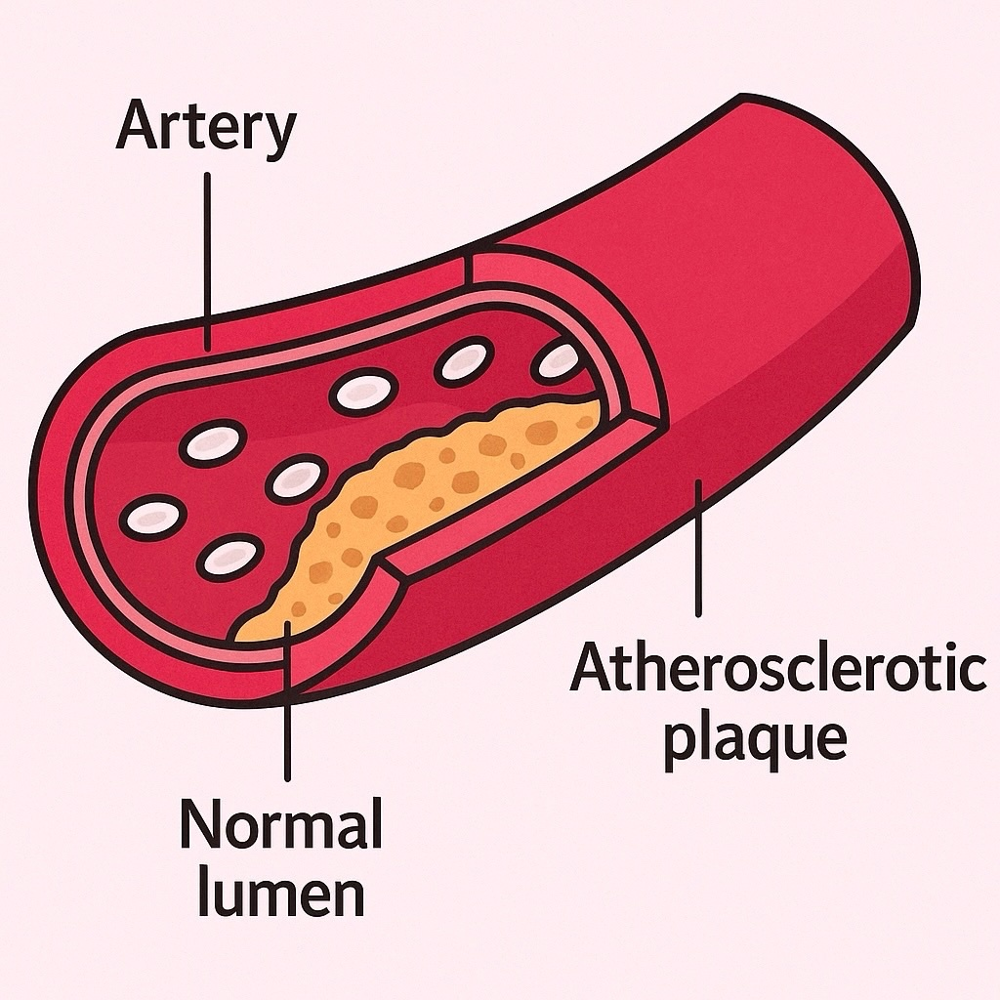 Artery
Atherosclerotic
plaque
Normal
lumen